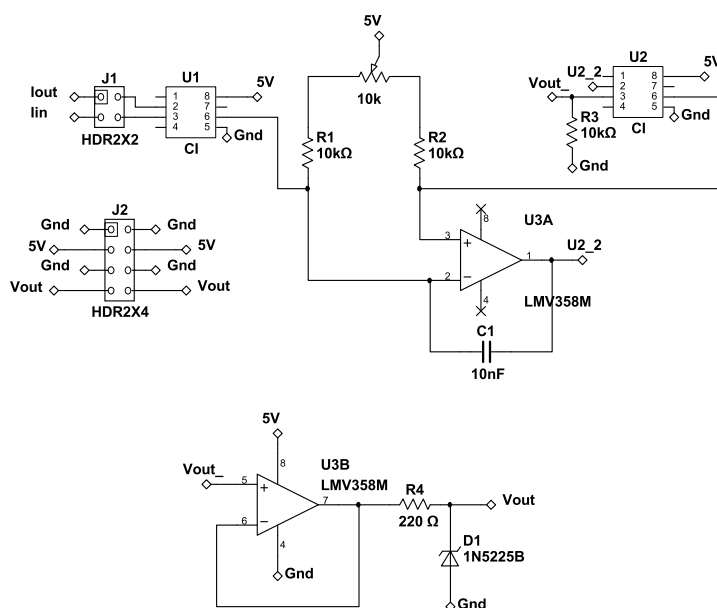 5V
J1
Iout
Iin
HDR2X2
U1
1
2
3
4
8
7
6
5
5V
Gnd
CI
10k
R1
10kΩ
R2
10kΩ
U2
U2_2
Vout_
1
2
3
4
8
7
6
5
5V
Gnd
CI
R3
10kΩ
Gnd
J2
Gnd
Gnd
5V
5V
Gnd
Gnd
Vout
Vout
HDR2X4
U3A
3
8
2
4
1
U2_2
LMV358M
C1
10nF
5V
8
U3B
LMV358M
Vout_
5
6
7
4
Gnd
R4
220 Ω
Vout
D1
1N5225B
Gnd